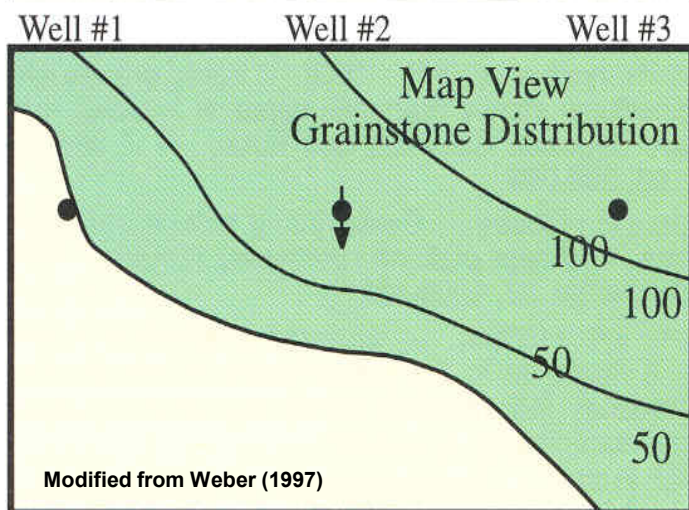 Well #1 Well #2 Well #3
Map View
Grainstone Distribution
100
100
50
50
Modified from Weber (1997)